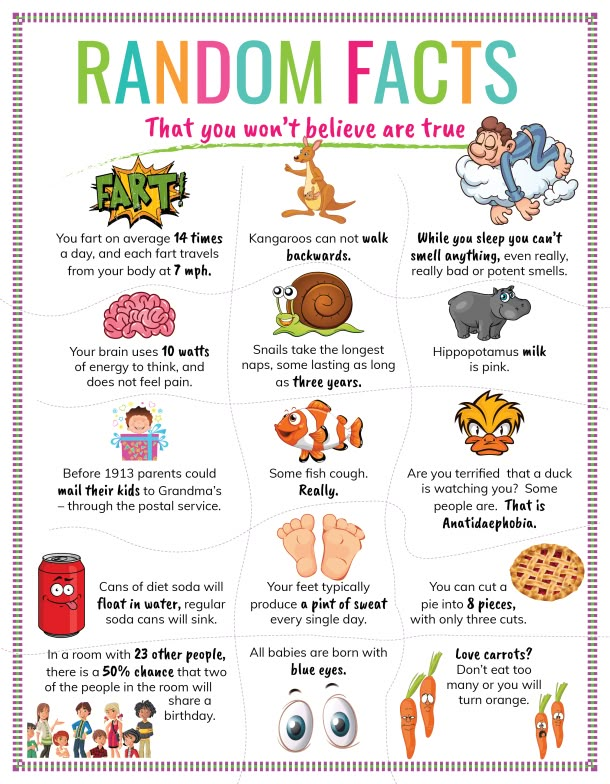 RANDOM FACTS
That you won't believe are true
FART!
You fart on average 14 times
a day, and each fart travels
from your body at 7 mph.
Kangaroos can not walk
backwards.
While you sleep you can't
smell anything, even really,
really bad or potent smells.
Your brain uses 10 watts
of energy to think, and
does not feel pain.
Snails take the longest
naps, some lasting as long
as three years.
Hippopotamus milk
is pink.
Before 1913 parents could
mail their kids to Grandma's
– through the postal service.
Some fish cough.
Really.
Are you terrified that a duck
is watching you? Some
people are. That is
Anatidaephobia.
Cans of diet soda will
float in water, regular
soda cans will sink.
Your feet typically
produce a pint of sweat
every single day.
You can cut a
pie into 8 pieces,
with only three cuts.
In a room with 23 other people,
there is a 50% chance that two
of the people in the room will
share a
birthday.
All babies are born with
blue eyes.
Love carrots?
Don't eat too
many or you will
turn orange.